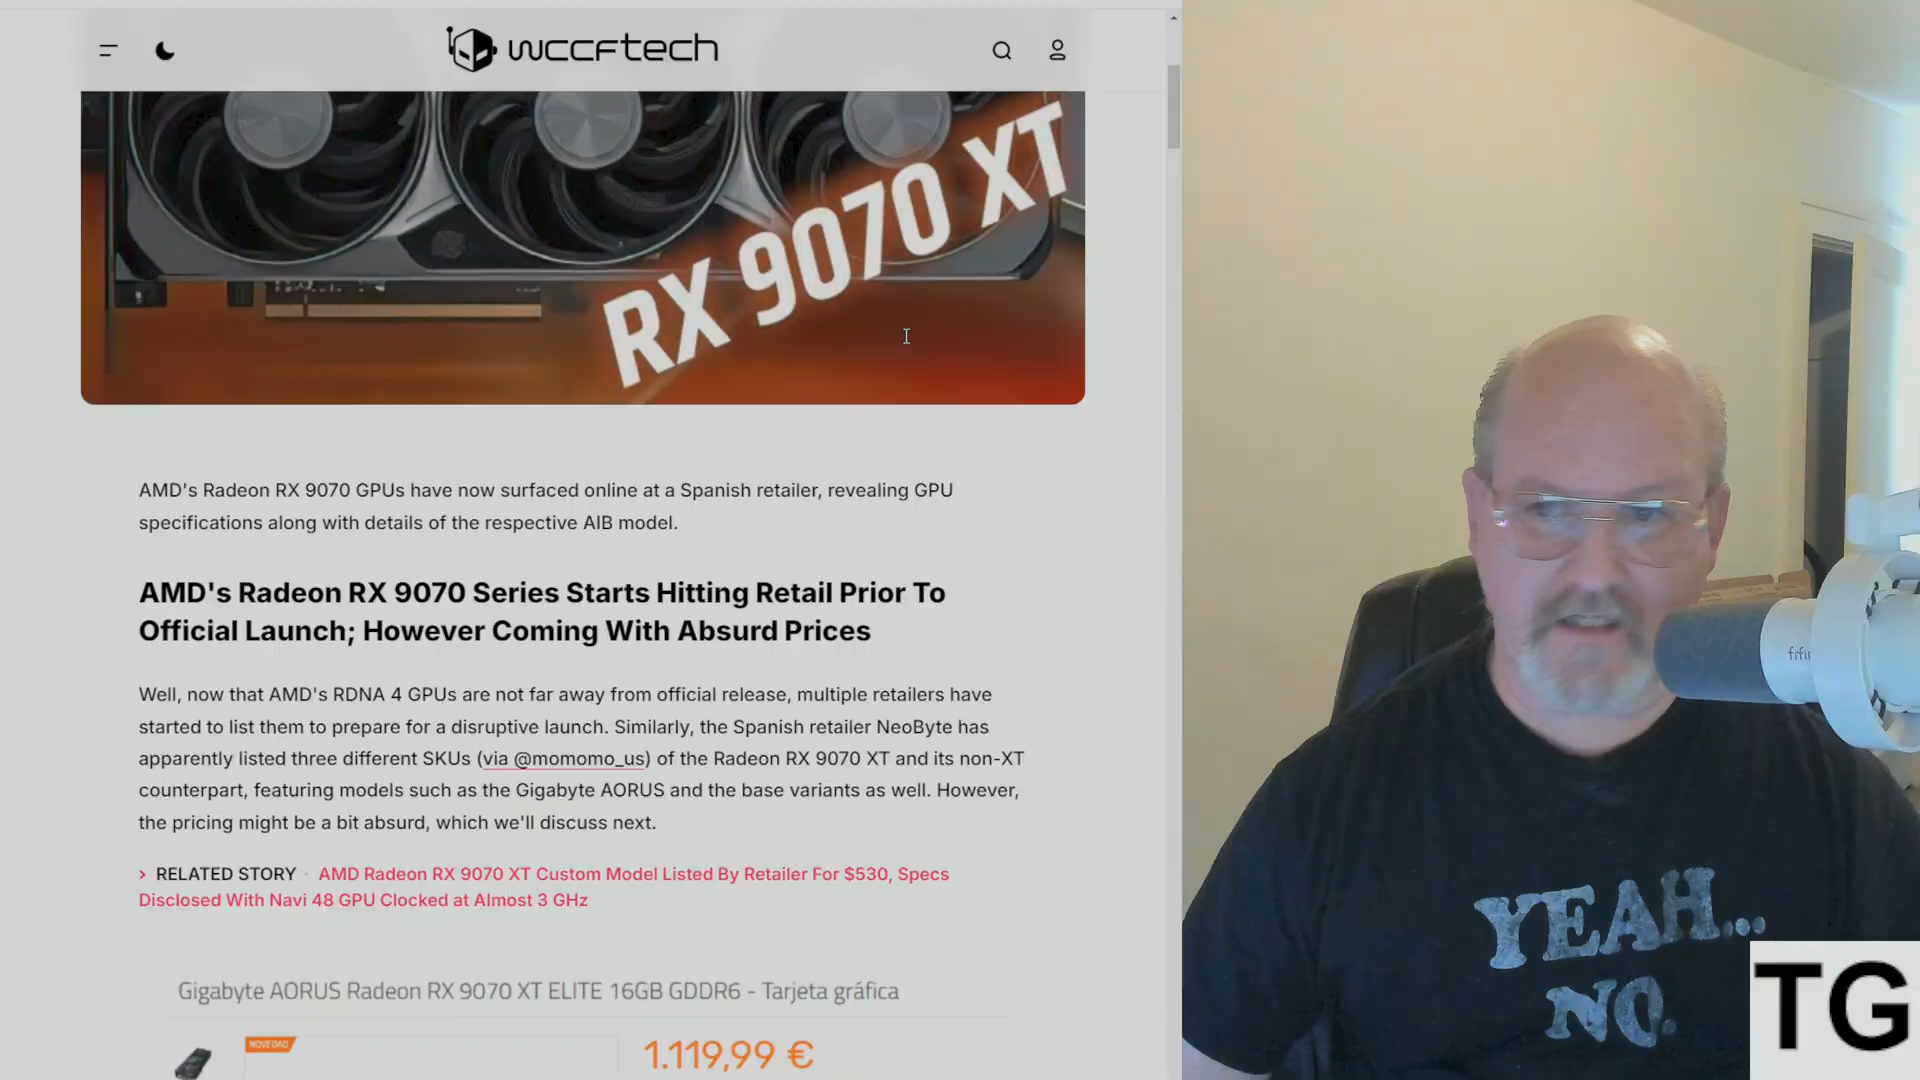 wccftech
RX 9070 XT
AMD's Radeon RX 9070 GPUs have now surfaced online at a Spanish retailer, revealing GPU
specifications along with details of the respective AIB model.
AMD's Radeon RX 9070 Series Starts Hitting Retail Prior To
Official Launch; However Coming With Absurd Prices
Well, now that AMD's RDNA 4 GPUs are not far away from official release, multiple retailers have
started to list them to prepare for a disruptive launch. Similarly, the Spanish retailer NeoByte has
apparently listed three different SKUs (via @momomo_us) of the Radeon RX 9070 XT and its non-XT
counterpart, featuring models such as the Gigabyte AORUS and the base variants as well. However,
the pricing might be a bit absurd, which we'll discuss next.
RELATED STORY · AMD Radeon RX 9070 XT Custom Model Listed By Retailer For $530, Specs
Disclosed With Navi 48 GPU Clocked at Almost 3 GHz
Gigabyte AORUS Radeon RX 9070 XT ELITE 16GB GDDR6 - Tarjeta gráfica
NOVEDAD
1.119,99 €
YEAH...
NO.
TG